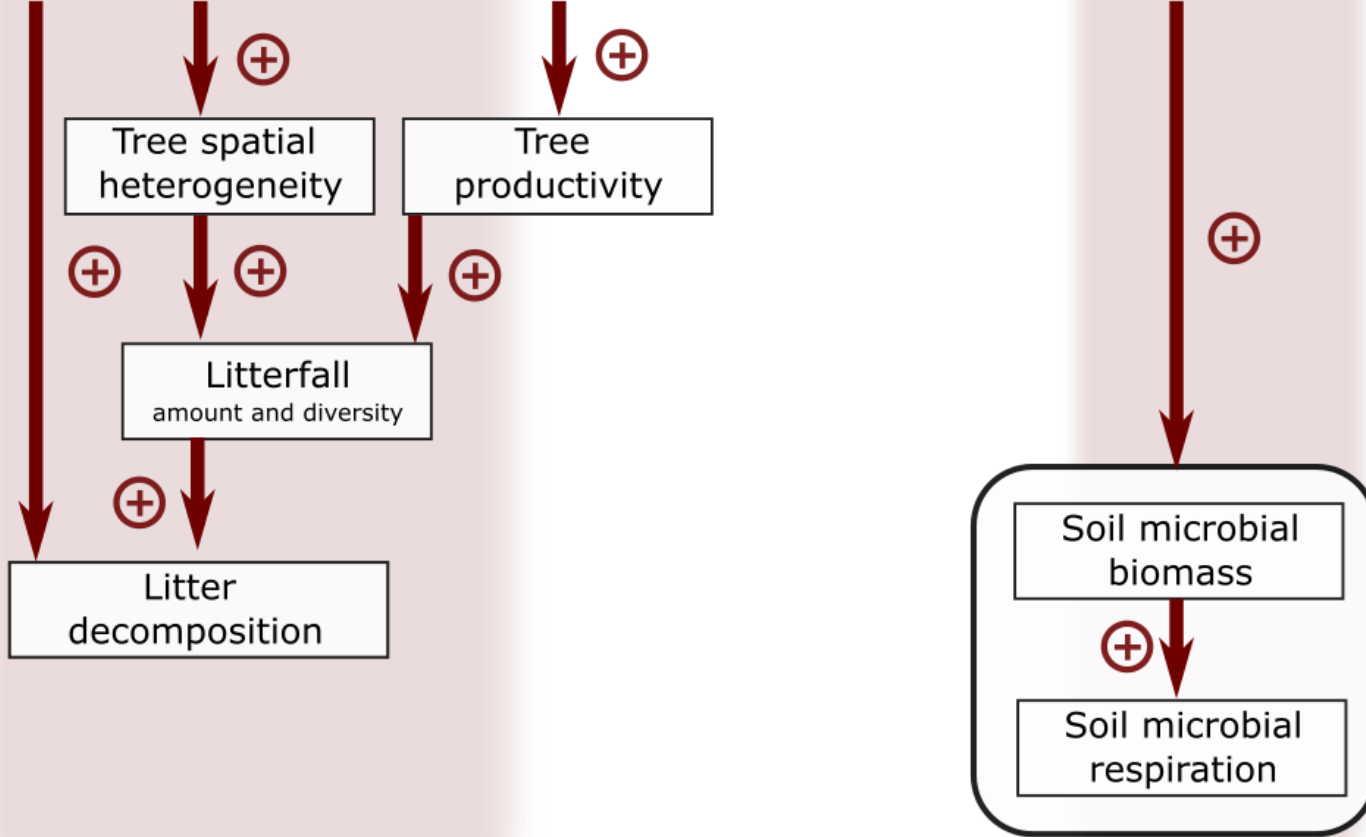 +
+
Tree spatial
heterogeneity
Tree
productivity
+
+
+
+
Litterfall
amount and diversity
+
Litter
decomposition
Soil microbial
biomass
+
Soil microbial
respiration